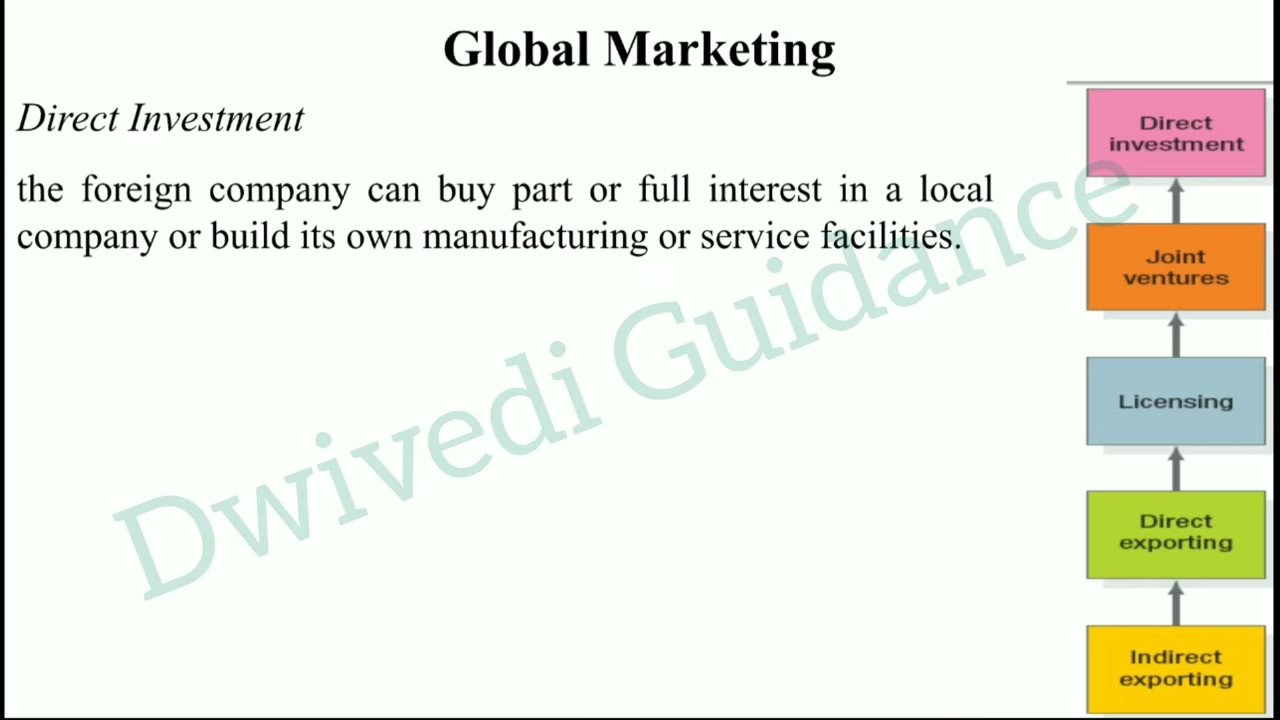 Global Marketing
Direct Investment
the foreign company can buy part or full interest in a local
company or build its own manufacturing or service facilities.
Dwivedi Guidance
Direct
investment
Joint
ventures
Licensing
Direct
exporting
Indirect
exporting